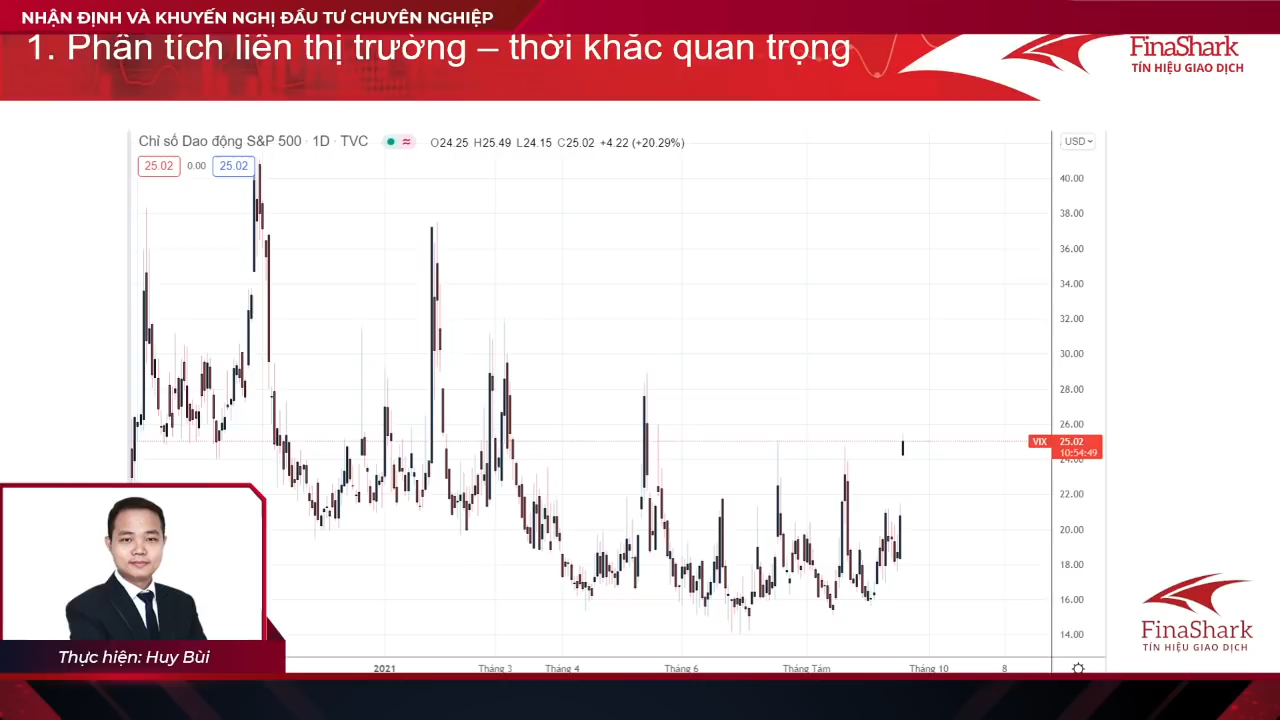 NHẬN ĐỊNH VÀ KHUYẾN NGHỊ ĐẦU TƯ CHUYÊN NGHIỆP
1. Phân tích liên thị trường – thời khắc quan trọng
FinaShark
TÍN HIỆU GIAO DỊCH
Chỉ số Dao động S&P 500 · 1D · TVC
O24.25 H25.49 L24.15 C25.02 +4.22 (+20.29%)
USD
25.02 0.00 25.02
40.00
38.00
36.00
34.00
32.00
30.00
28.00
26.00
VIX 25.02
10:54:49
24.00
22.00
20.00
18.00
16.00
14.00
FinaShark
TÍN HIỆU GIAO DỊCH
Thực hiện: Huy Bùi
2021 Tháng 3 Tháng 4 Tháng 6 Tháng Tám Tháng 10 8